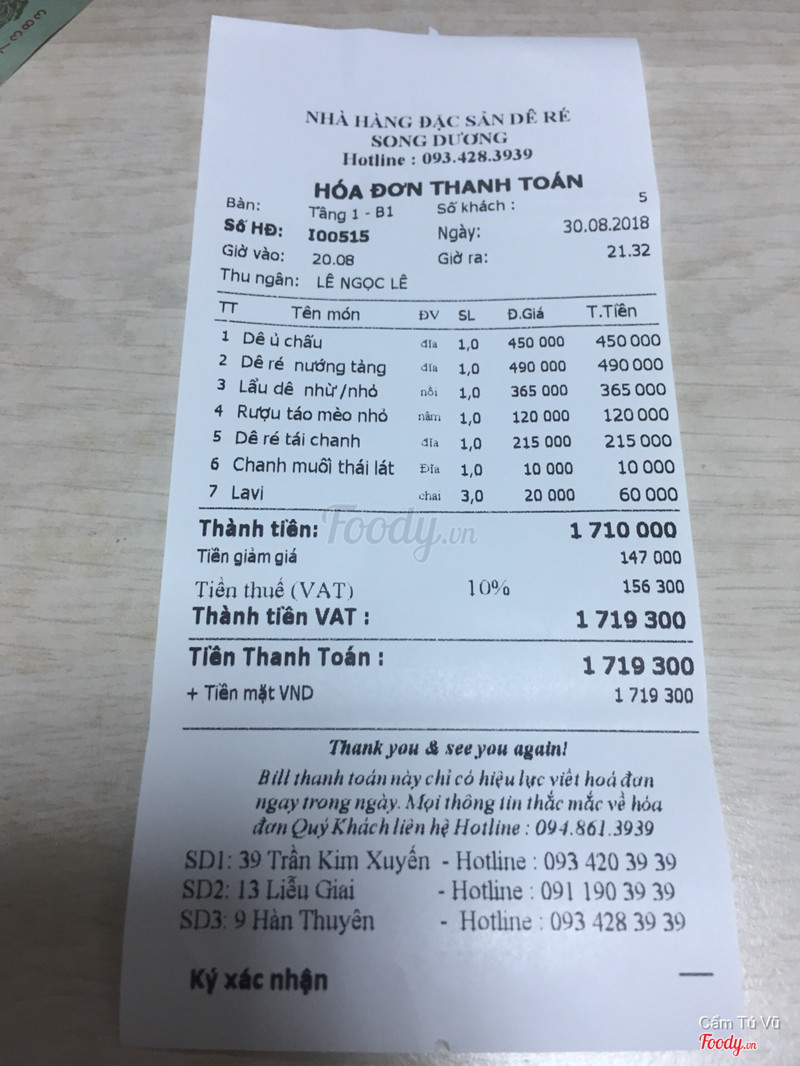 NHÀ HÀNG ĐẶC SẢN DÊ RÉ
SONG DƯƠNG
Hotline : 093.428.3939
HÓA ĐƠN THANH TOÁN
Bàn: Tầng 1 - B1 Số khách : 5
Số HĐ: I00515 Ngày: 30.08.2018
Giờ vào: 20.08 Giờ ra: 21.32
Thu ngân: LÊ NGỌC LÊ
TT Tên món ĐV SL Đ.Giá T.Tiền
1 Dê ủ chấu đĩa 1,0 450 000 450 000
2 Dê ré nướng tảng đĩa 1,0 490 000 490 000
3 Lẩu dê nhừ/nhỏ nồi 1,0 365 000 365 000
4 Rượu táo mèo nhỏ nậm 1,0 120 000 120 000
5 Dê ré tái chanh đĩa 1,0 215 000 215 000
6 Chanh muối thái lát Đĩa 1,0 10 000 10 000
7 Lavi chai 3,0 20 000 60 000
Thành tiền: 1 710 000
Tiền giảm giá 147 000
Tiền thuế (VAT) 10% 156 300
Thành tiền VAT : 1 719 300
Tiền Thanh Toán : 1 719 300
+ Tiền mặt VND 1 719 300
Thank you & see you again!
Bill thanh toán này chỉ có hiệu lực viết hoá đơn
ngay trong ngày. Mọi thông tin thắc mắc về hóa
đơn Quý Khách liên hệ Hotline : 094.861.3939
SD1: 39 Trần Kim Xuyến - Hotline : 093 420 39 39
SD2: 13 Liễu Giai - Hotline : 091 190 39 39
SD3: 9 Hàn Thuyên - Hotline : 093 428 39 39
Ký xác nhận
Foody.vn
Cẩm Tú Vũ
Foody.vn